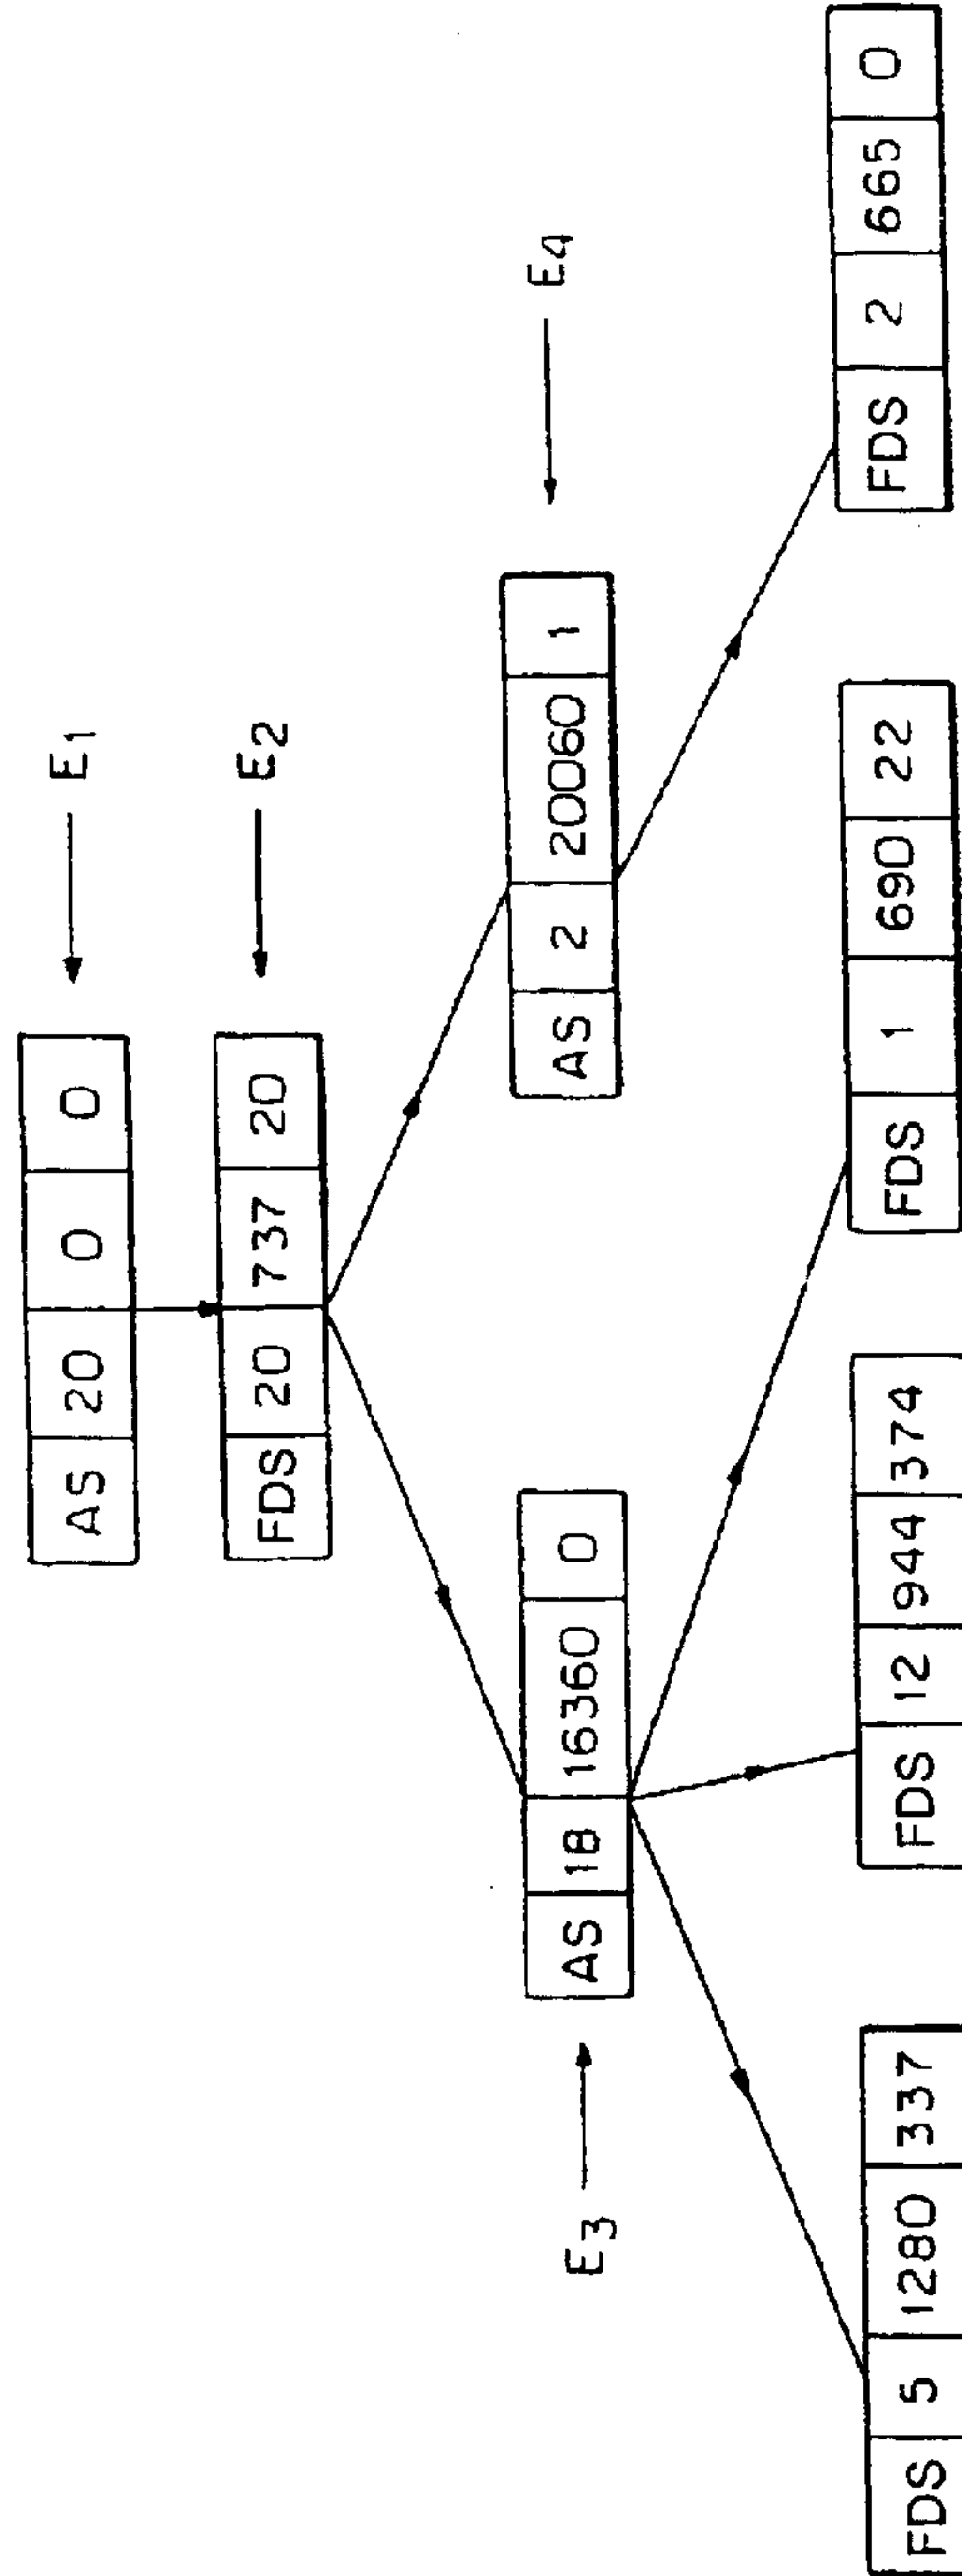 AS 20 0 0 E1
FDS 20 737 20 E2
E3 AS 18 16360 0 AS 2 20060 1 E4
FDS 5 1280 337 FDS 12 944 374 FDS 1 690 22 FDS 2 665 0